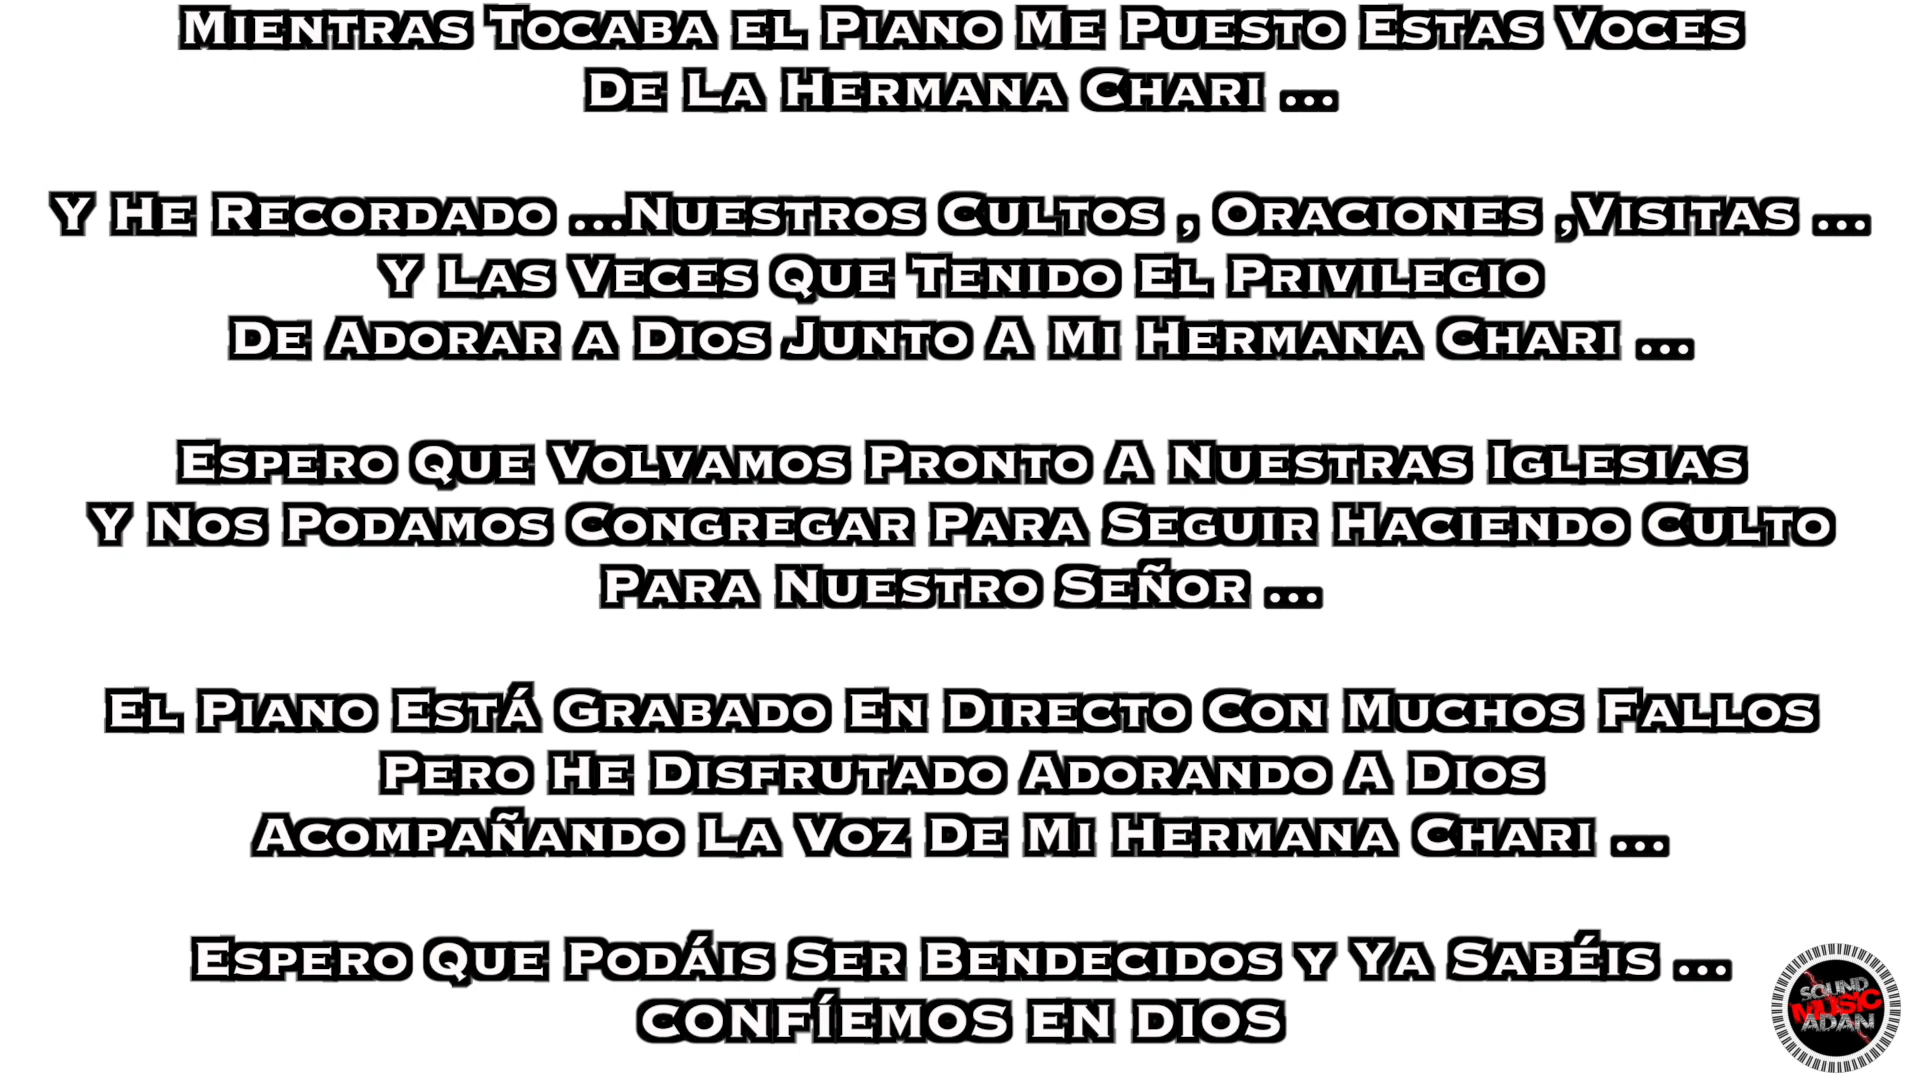 Mientras Tocaba el Piano Me Puesto Estas Voces
De La Hermana Chari ...
Y He Recordado ...Nuestros Cultos , Oraciones ,Visitas ...
Y Las Veces Que Tenido El Privilegio
De Adorar a Dios Junto A Mi Hermana Chari ...
Espero Que Volvamos Pronto A Nuestras Iglesias
Y Nos Podamos Congregar Para Seguir Haciendo Culto
Para Nuestro Señor ...
El Piano Está Grabado En Directo Con Muchos Fallos
Pero He Disfrutado Adorando A Dios
Acompañando La Voz De Mi Hermana Chari ...
Espero Que Podáis Ser Bendecidos y Ya Sabéis ...
CONFÍEMOS EN DIOS
SOUND
MUSIC
ADAN